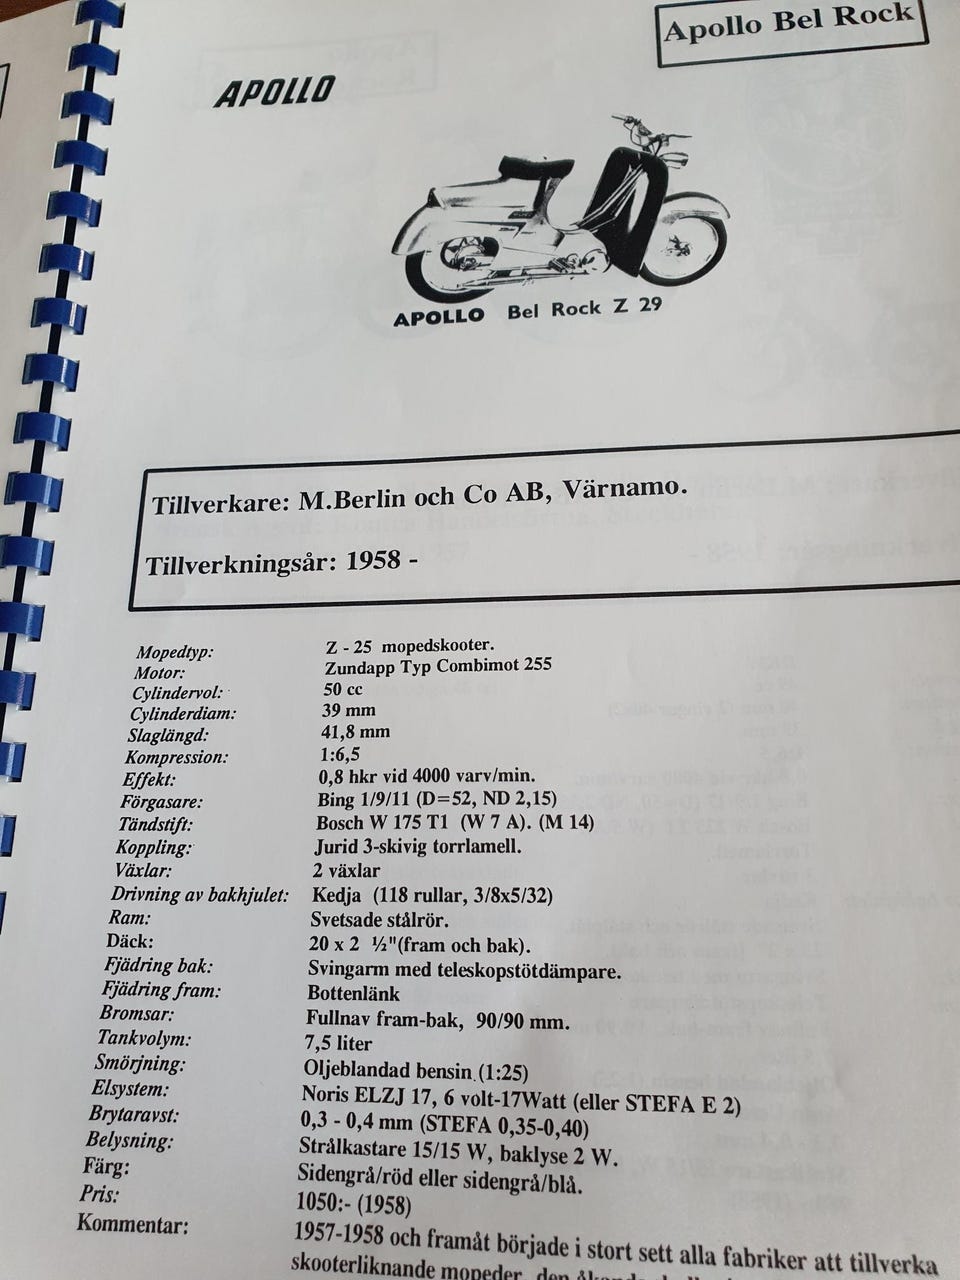 Apollo Bel Rock
APOLLO
APOLLO Bel Rock Z 29
Tillverkare: M.Berlin och Co AB, Värnamo.
Tillverkningsår: 1958 -
Mopedtyp: Z - 25 mopedskooter.
Motor: Zundapp Typ Combimot 255
Cylindervol: 50 cc
Cylinderdiam: 39 mm
Slaglängd: 41,8 mm
Kompression: 1:6,5
Effekt: 0,8 hkr vid 4000 varv/min.
Förgasare: Bing 1/9/11 (D=52, ND 2,15)
Tändstift: Bosch W 175 T1 (W 7 A). (M 14)
Koppling: Jurid 3-skivig torrlamell.
Växlar: 2 växlar
Drivning av bakhjulet: Kedja (118 rullar, 3/8x5/32)
Ram: Svetsade stålrör.
Däck: 20 x 2 ½"(fram och bak).
Fjädring bak: Svingarm med teleskopstötdämpare.
Fjädring fram: Bottenlänk
Bromsar: Fullnav fram-bak, 90/90 mm.
Tankvolym: 7,5 liter
Smörjning: Oljeblandad bensin (1:25)
Elsystem: Noris ELZJ 17, 6 volt-17Watt (eller STEFA E 2)
Brytaravst: 0,3 - 0,4 mm (STEFA 0,35-0,40)
Belysning: Strålkastare 15/15 W, baklyse 2 W.
Färg: Sidengrå/röd eller sidengrå/blå.
Pris: 1050:- (1958)
Kommentar: 1957-1958 och framåt började i stort sett alla fabriker att tillverka
skooterliknande mopeder, den